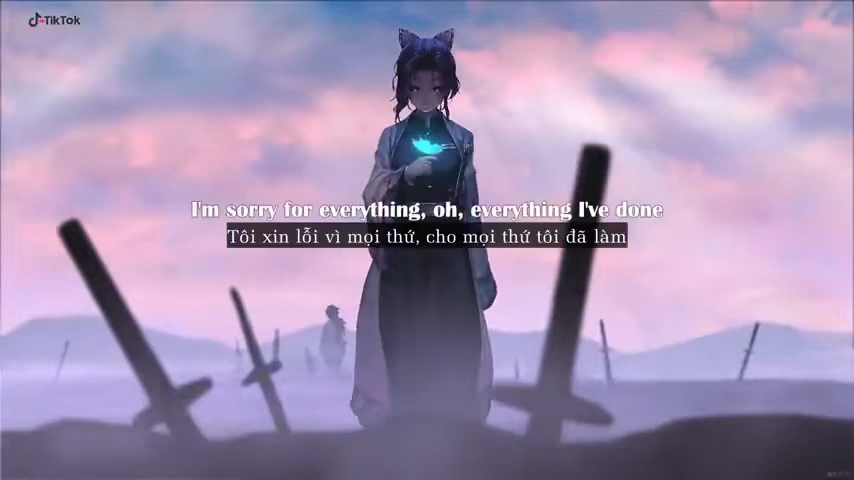 TikTok
I'm sorry for everything, oh, everything I've done
Tôi xin lỗi vì mọi thứ, cho mọi thứ tôi đã làm